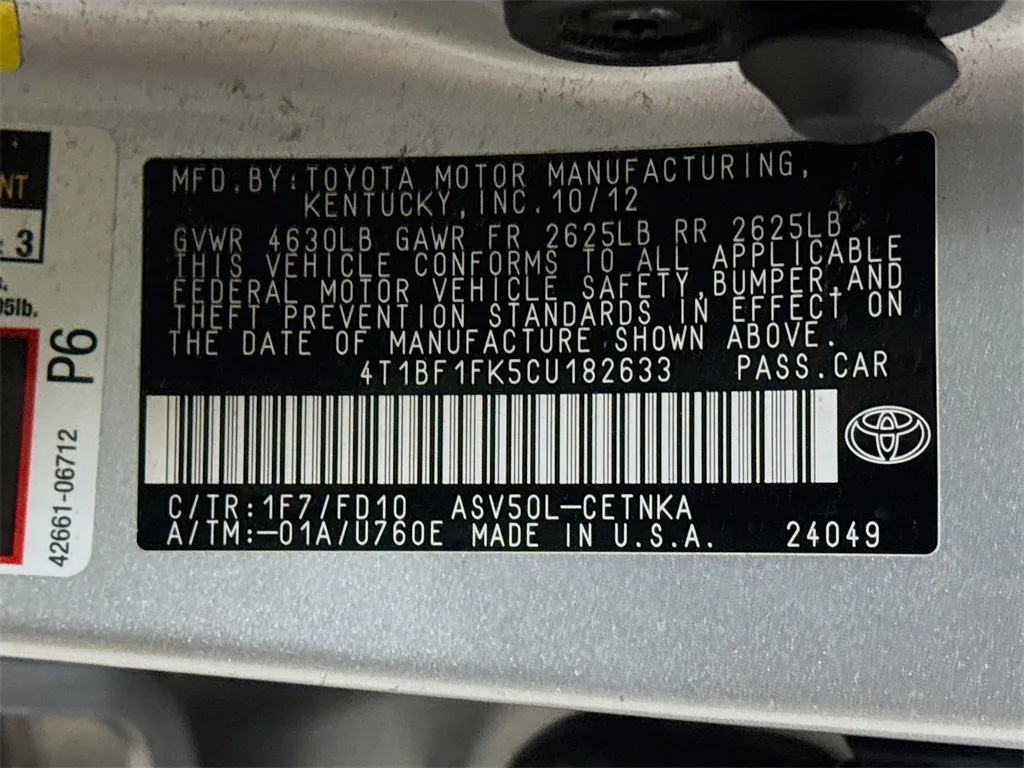 MFD. BY: TOYOTA MOTOR MANUFACTURING,
KENTUCKY, INC. 10/12
GVWR 4630LB GAWR FR 2625LB RR 2625LB
THIS VEHICLE CONFORMS TO ALL APPLICABLE
FEDERAL MOTOR VEHICLE SAFETY, BUMPER, AND
THEFT PREVENTION STANDARDS IN EFFECT ON
THE DATE OF MANUFACTURE SHOWN ABOVE.
4T1BF1FK5CU182633 PASS. CAR
C/TR: 1F7/FD10 ASV50L-CETNKA
A/TM:-01A/U760E MADE IN U.S.A. 24049
: 3
P6
42661-06712